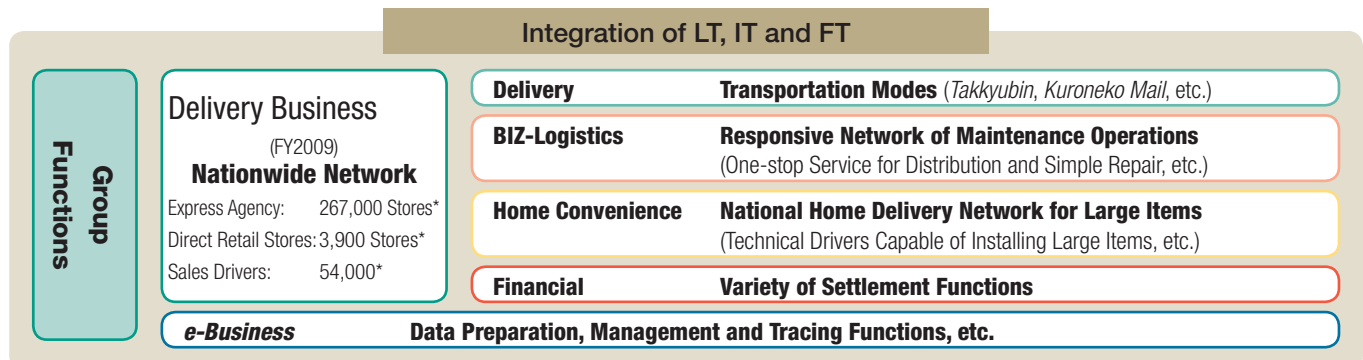 Integration of LT, IT and FT
Group
Functions
Delivery Business
(FY2009)
Nationwide Network
Express Agency: 267,000 Stores*
Direct Retail Stores: 3,900 Stores*
Sales Drivers: 54,000*
Delivery Transportation Modes (Takkyubin, Kuroneko Mail, etc.)
BIZ-Logistics Responsive Network of Maintenance Operations
(One-stop Service for Distribution and Simple Repair, etc.)
Home Convenience National Home Delivery Network for Large Items
(Technical Drivers Capable of Installing Large Items, etc.)
Financial Variety of Settlement Functions
e-Business Data Preparation, Management and Tracing Functions, etc.